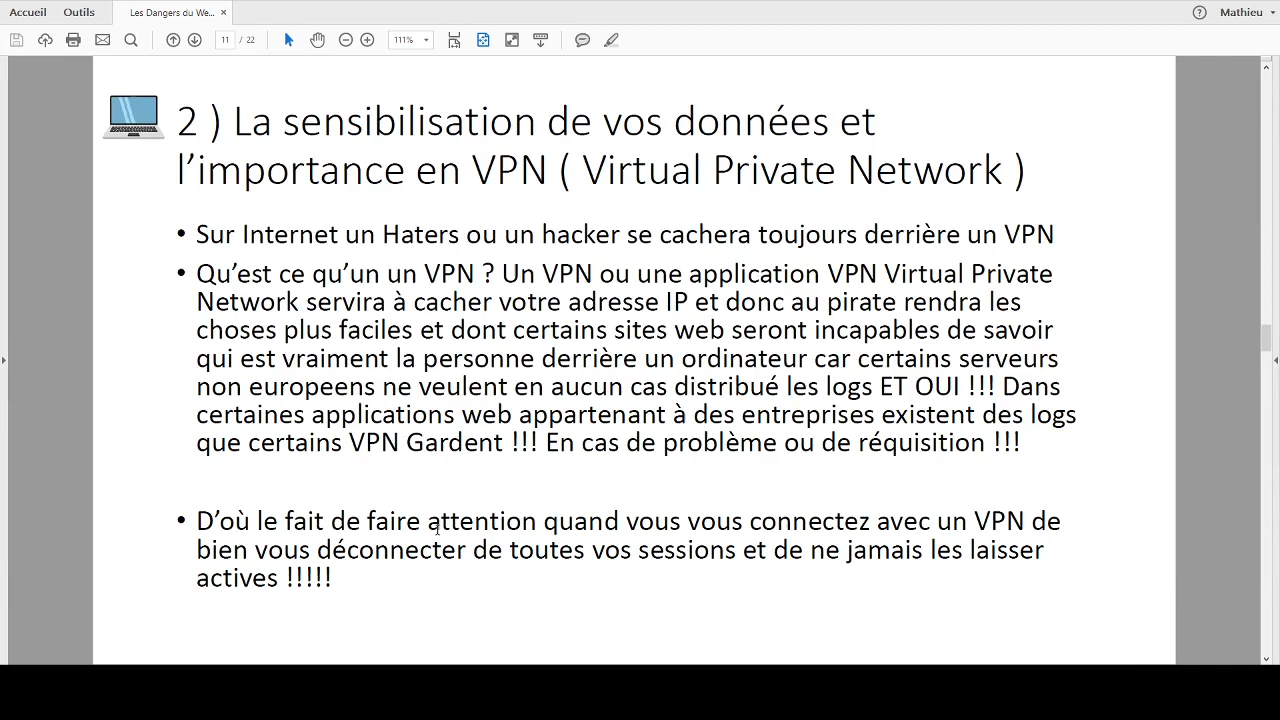 Accueil Outils Les Dangers du We... × Mathieu
11 / 22 111%
2 ) La sensibilisation de vos données et
l’importance en VPN ( Virtual Private Network )
• Sur Internet un Haters ou un hacker se cachera toujours derrière un VPN
• Qu’est ce qu’un un VPN ? Un VPN ou une application VPN Virtual Private
Network servira à cacher votre adresse IP et donc au pirate rendra les
choses plus faciles et dont certains sites web seront incapables de savoir
qui est vraiment la personne derrière un ordinateur car certains serveurs
non europeens ne veulent en aucun cas distribué les logs ET OUI !!! Dans
certaines applications web appartenant à des entreprises existent des logs
que certains VPN Gardent !!! En cas de problème ou de réquisition !!!
• D’où le fait de faire attention quand vous vous connectez avec un VPN de
bien vous déconnecter de toutes vos sessions et de ne jamais les laisser
actives !!!!!